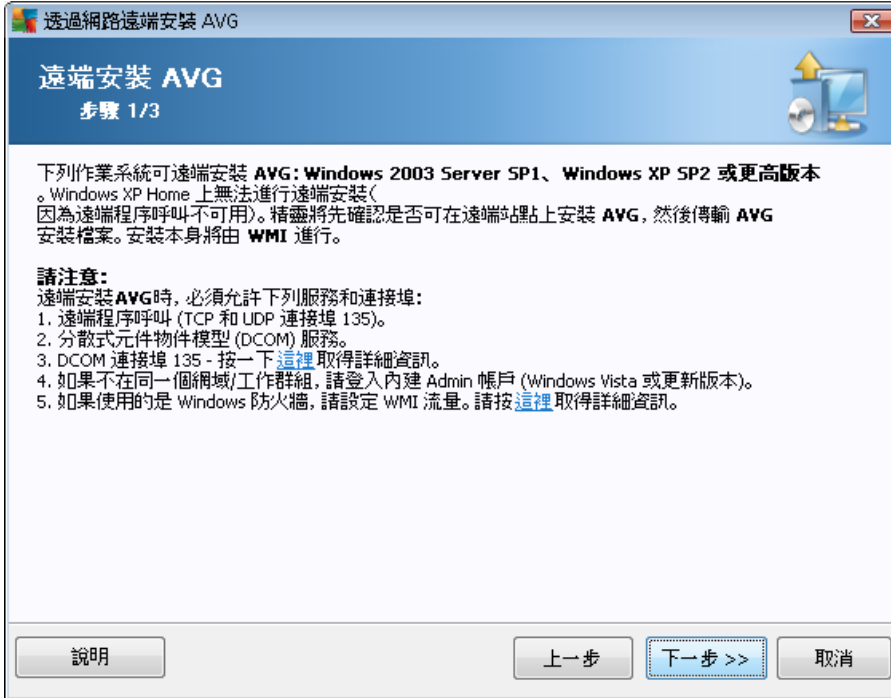 透過網路遠端安裝 AVG
遠端安裝 AVG
步驟 1/3
下列作業系統可遠端安裝 AVG: Windows 2003 Server SP1、Windows XP SP2 或更高版本
。Windows XP Home 上無法進行遠端安裝(
因為遠端程序呼叫不可用)。精靈將先確認是否可在遠端站點上安裝 AVG, 然後傳輸 AVG
安裝檔案。安裝本身將由 WMI 進行。
請注意:
遠端安裝AVG時, 必須允許下列服務和連接埠:
1. 遠端程序呼叫 (TCP 和 UDP 連接埠 135)。
2. 分散式元件物件模型 (DCOM) 服務。
3. DCOM 連接埠 135 - 按一下這裡取得詳細資訊。
4. 如果不在同一個網域/工作群組, 請登入內建 Admin 帳戶 (Windows Vista 或更新版本)。
5. 如果使用的是 Windows 防火牆, 請設定 WMI 流量。請按這裡取得詳細資訊。
說明 上一步 下一步 >> 取消